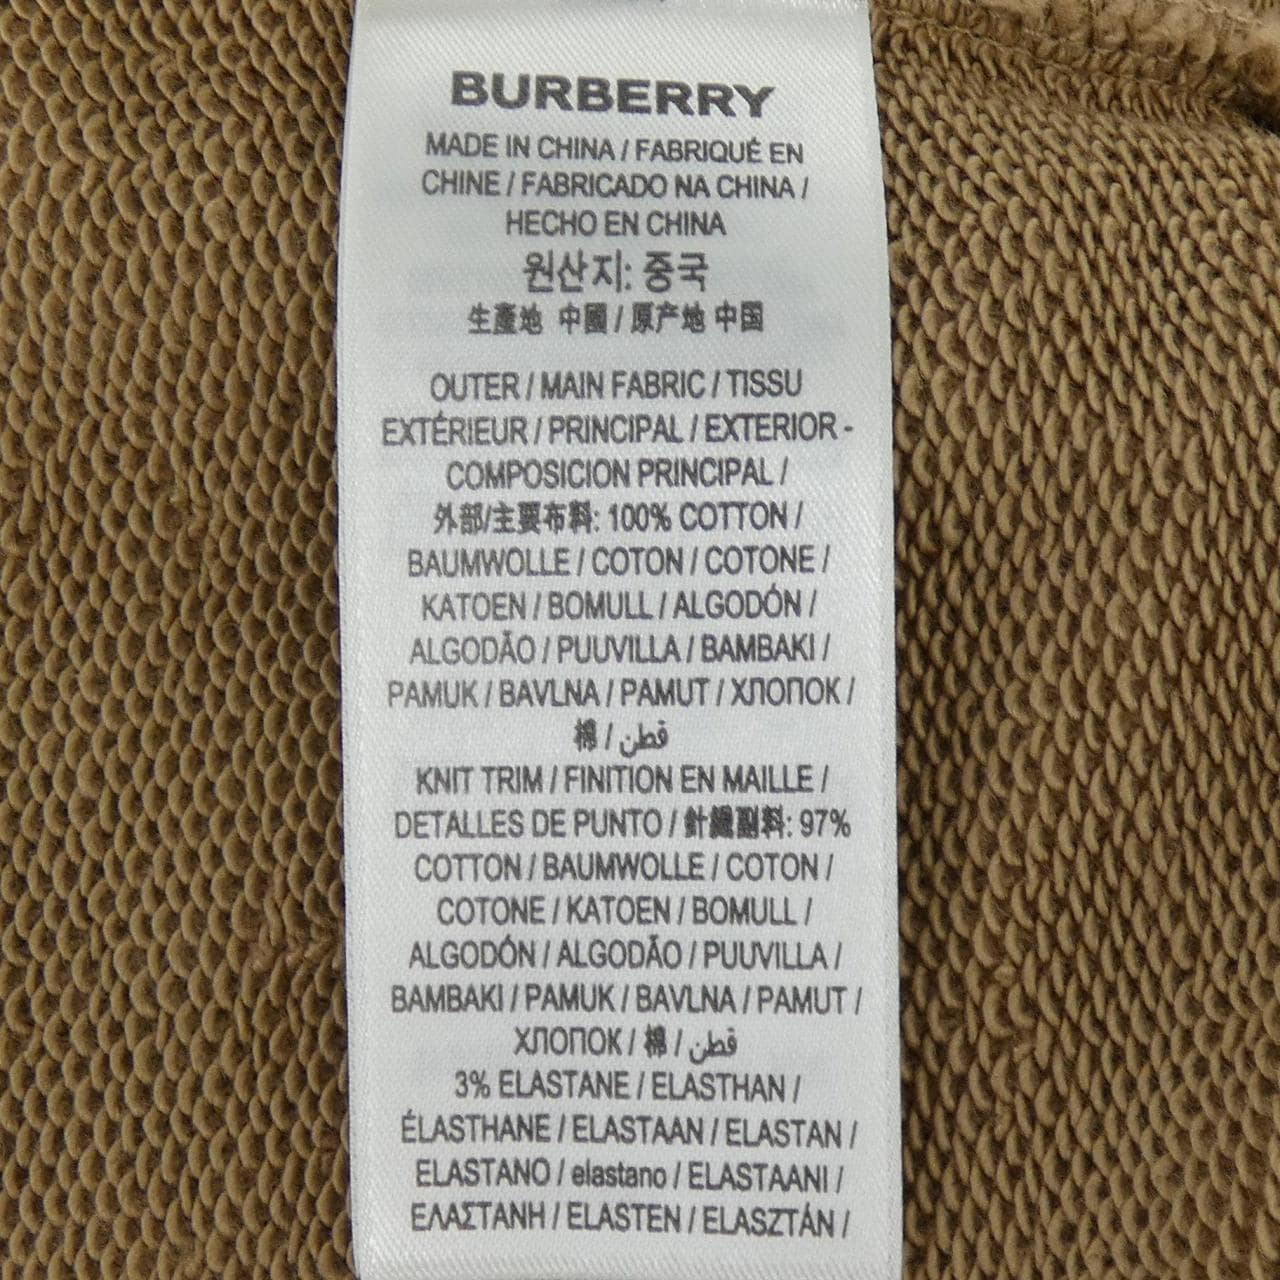 BURBERRY
MADE IN CHINA / FABRIQUÉ EN
CHINE / FABRICADO NA CHINA /
HECHO EN CHINA
원산지: 중국
生產地 中國 / 原产地 中国
OUTER / MAIN FABRIC / TISSU
EXTÉRIEUR / PRINCIPAL / EXTERIOR -
COMPOSICION PRINCIPAL /
外部/主要布料: 100% COTTON /
BAUMWOLLE / COTON / COTONE /
KATOEN / BOMULL / ALGODÓN /
ALGODÃO / PUUVILLA / BAMBAKI /
PAMUK / BAVLNA / PAMUT / ХЛОПОК /
棉 / قطن
KNIT TRIM / FINITION EN MAILLE /
DETALLES DE PUNTO / 針織副料: 97%
COTTON / BAUMWOLLE / COTON /
COTONE / KATOEN / BOMULL /
ALGODÓN / ALGODÃO / PUUVILLA /
BAMBAKI / PAMUK / BAVLNA / PAMUT /
ХЛОПОК / 棉 / قطن
3% ELASTANE / ELASTHAN /
ÉLASTHANE / ELASTAAN / ELASTAN /
ELASTANO / elastano / ELASTAANI /
ΕΛΑΣΤΑΝΗ / ELASTEN / ELASZTÁN /